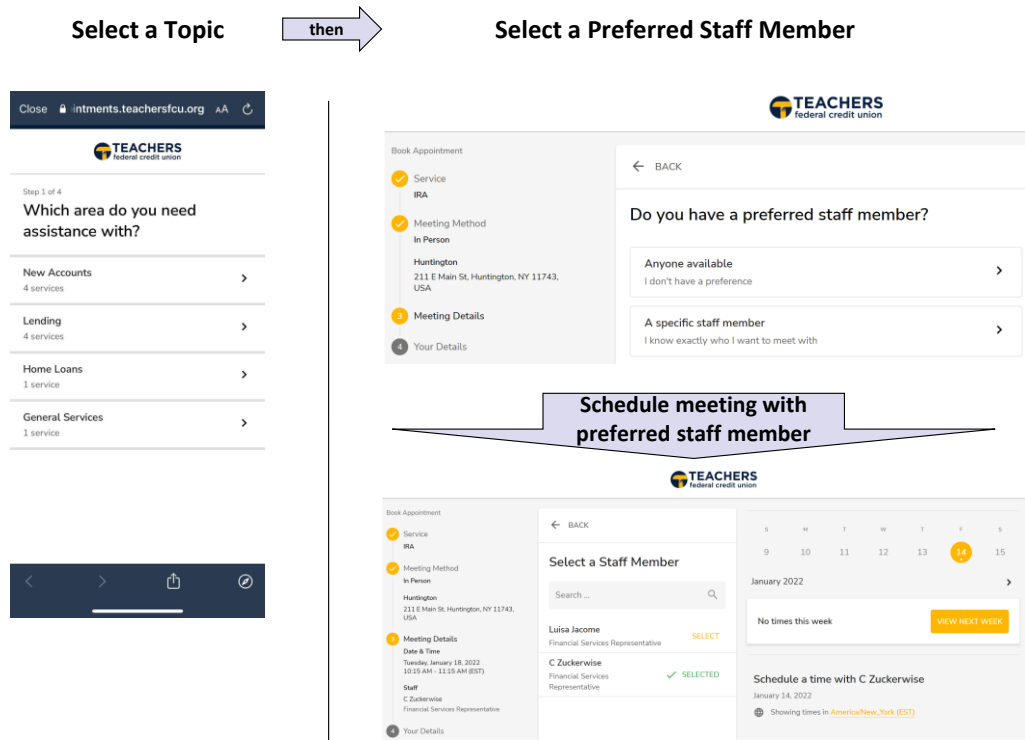 Select a Topic
then
Select a Preferred Staff Member
Close intments.teachersfcu.org AA
TEACHERS
federal credit union
Step 1 of 4
Which area do you need
assistance with?
New Accounts
4 services
Lending
4 services
Home Loans
1 service
General Services
1 service
TEACHERS
federal credit union
Book Appointment
Service
IRA
Meeting Method
In Person
Huntington
211 E Main St, Huntington, NY 11743,
USA
3 Meeting Details
4 Your Details
← BACK
Do you have a preferred staff member?
Anyone available
I don't have a preference
A specific staff member
I know exactly who I want to meet with
Schedule meeting with
preferred staff member
TEACHERS
federal credit union
Book Appointment
Service
IRA
Meeting Method
In Person
Huntington
211 E Main St, Huntington, NY 11743,
USA
3 Meeting Details
Date & Time
Tuesday, January 18, 2022
10:15 AM - 11:15 AM (EST)
Staff
C Zuckerwise
Financial Services Representative
4 Your Details
← BACK
Select a Staff Member
Search ...
Luisa Jacome
Financial Services Representative
SELECT
C Zuckerwise
Financial Services
Representative
SELECTED
S M T W T F S
9 10 11 12 13 14 15
January 2022
No times this week
VIEW NEXT WEEK
Schedule a time with C Zuckerwise
January 14, 2022
Showing times in America/New_York (EST)